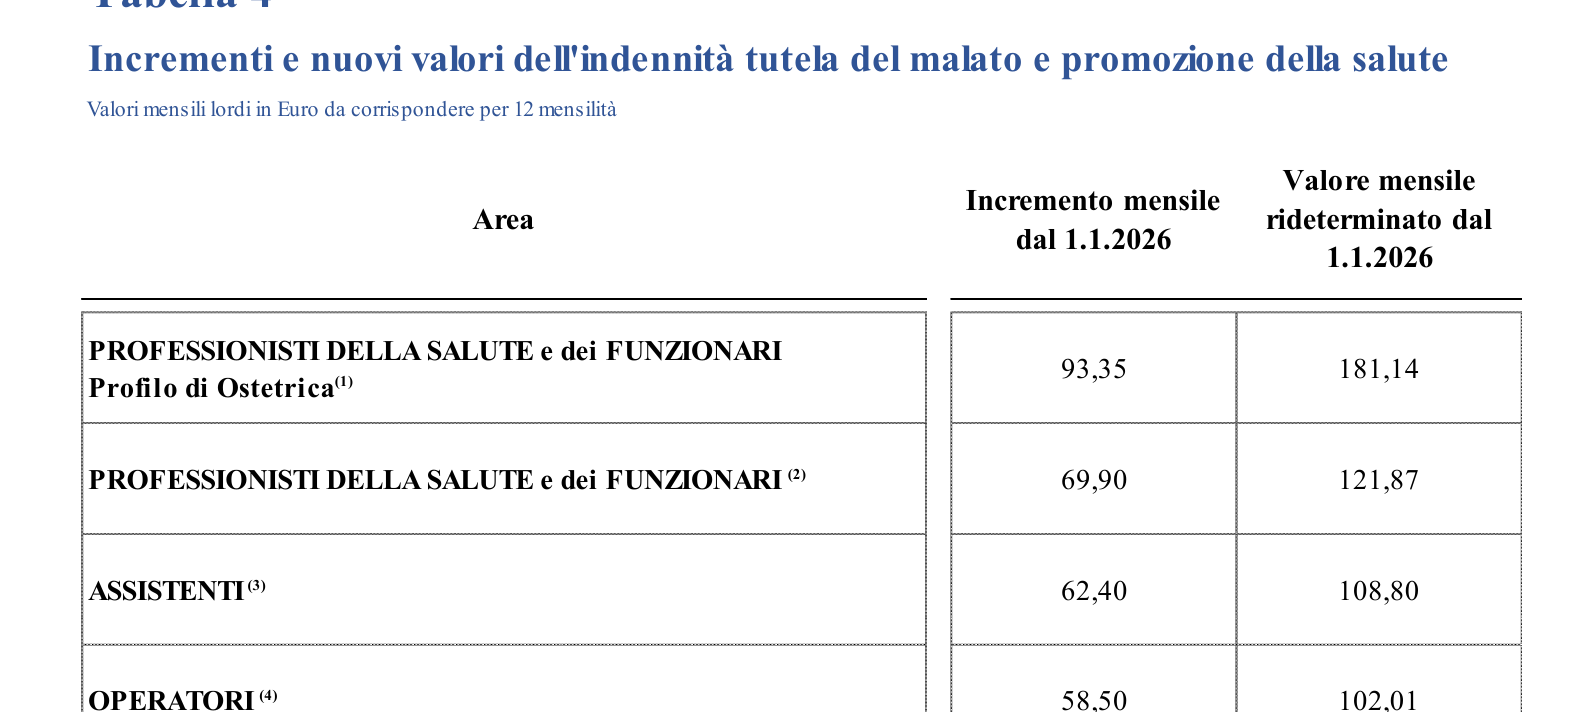 Tabella 4
Incrementi e nuovi valori dell'indennità tutela del malato e promozione della salute
Valori mensili lordi in Euro da corrispondere per 12 mensilità
Area
Incremento mensile
dal 1.1.2026
Valore mensile
rideterminato dal
1.1.2026
PROFESSIONISTI DELLA SALUTE e dei FUNZIONARI
Profilo di Ostetrica(1)
93,35
181,14
PROFESSIONISTI DELLA SALUTE e dei FUNZIONARI (2)
69,90
121,87
ASSISTENTI (3)
62,40
108,80
OPERATORI (4)
58,50
102,01